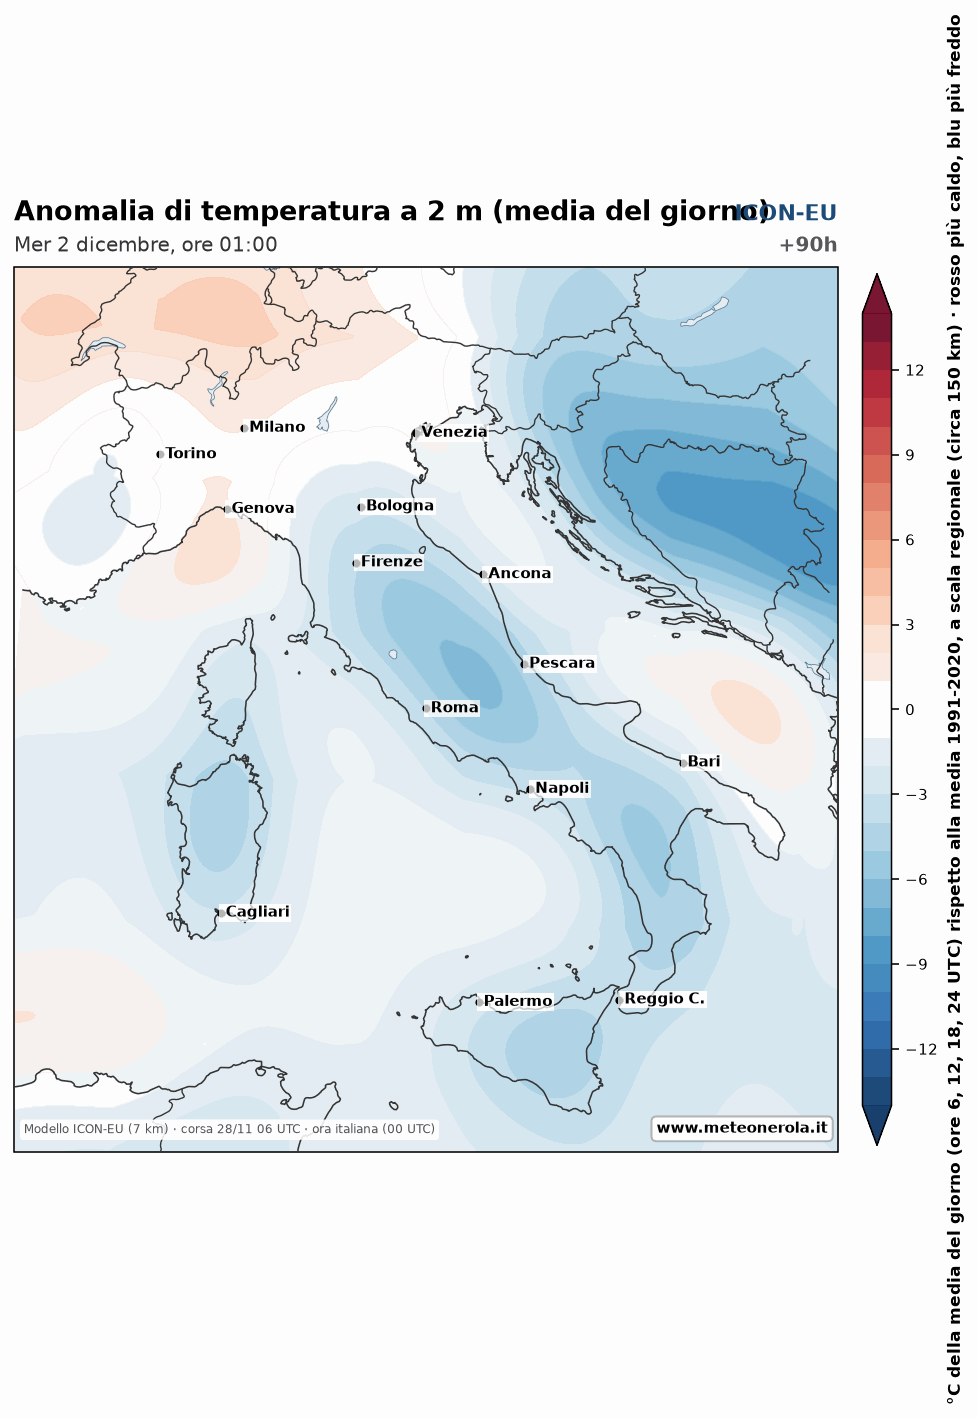 Anomalia di temperatura a 2 m (media del giorno)
ICON-EU
Mer 2 dicembre, ore 01:00
+90h
Milano
Venezia
Torino
Genova
Bologna
Firenze
Ancona
Pescara
Roma
Bari
Napoli
Cagliari
Palermo
Reggio C.
Modello ICON-EU (7 km) · corsa 28/11 06 UTC · ora italiana (00 UTC)
www.meteonerola.it
12
9
6
3
0
−3
−6
−9
−12
°C della media del giorno (ore 6, 12, 18, 24 UTC) rispetto alla media 1991-2020, a scala regionale (circa 150 km) · rosso più caldo, blu più freddo